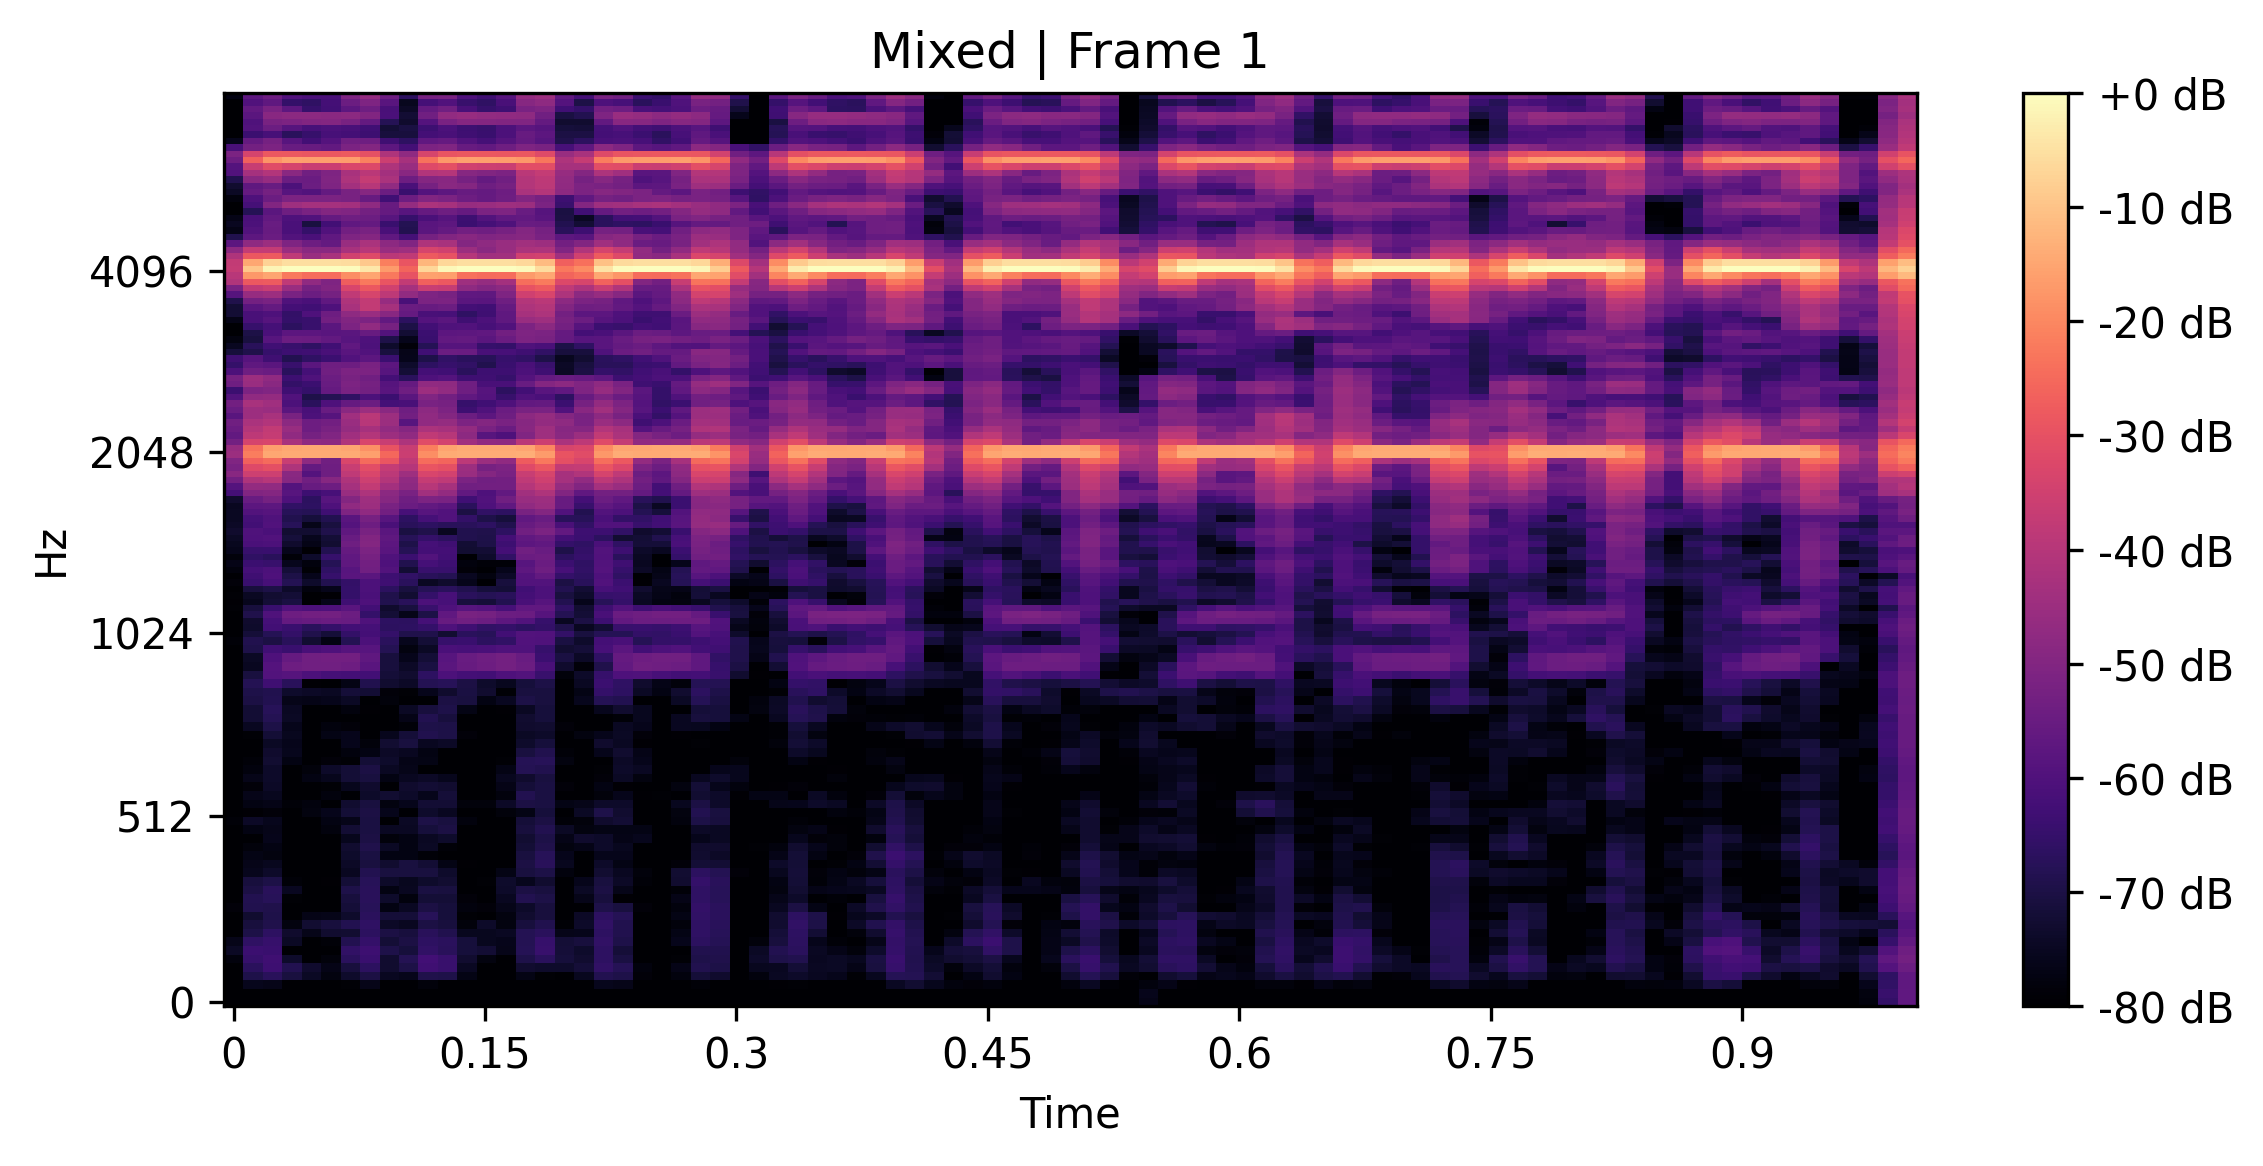 Mixed | Frame 1
+0 dB
-10 dB
-20 dB
-30 dB
-40 dB
-50 dB
-60 dB
-70 dB
-80 dB
Hz
4096
2048
1024
512
0
0 0.15 0.3 0.45 0.6 0.75 0.9
Time